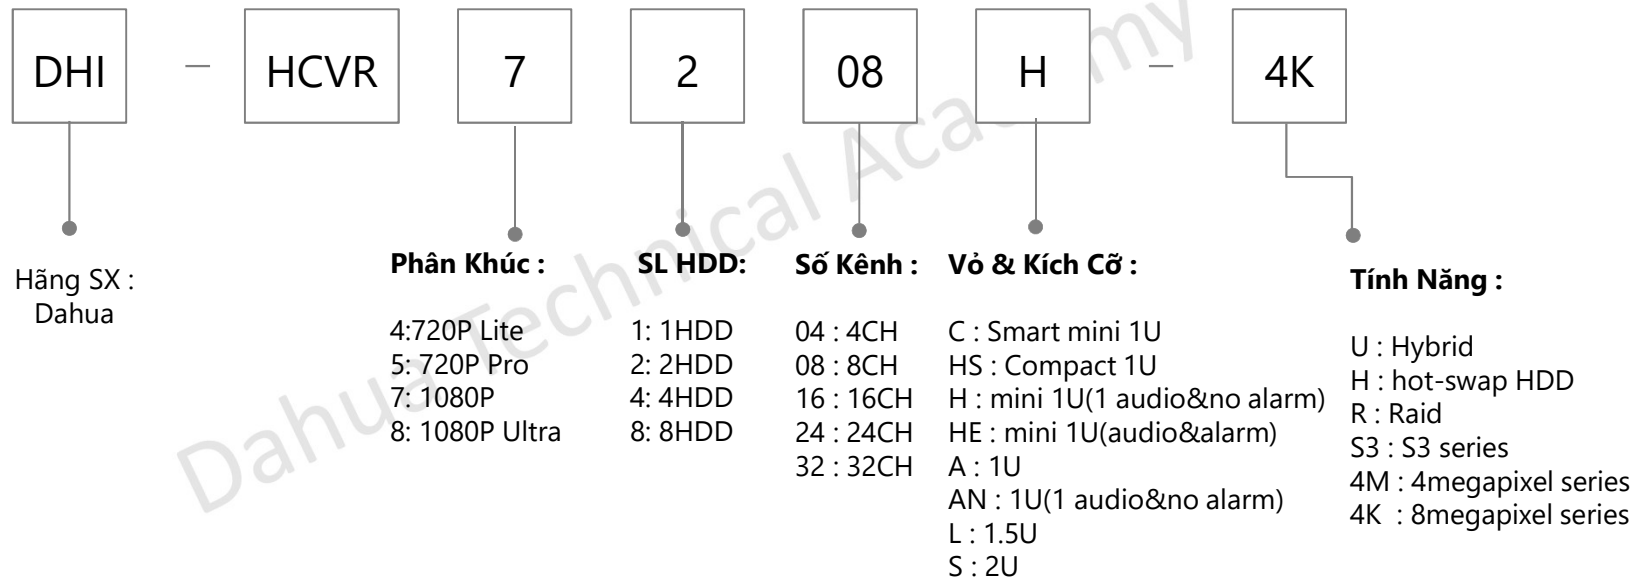 DHI – HCVR 7 2 08 H – 4K
Hãng SX :
Dahua
Phân Khúc :
4:720P Lite
5: 720P Pro
7: 1080P
8: 1080P Ultra
SL HDD:
1: 1HDD
2: 2HDD
4: 4HDD
8: 8HDD
Số Kênh :
04 : 4CH
08 : 8CH
16 : 16CH
24 : 24CH
32 : 32CH
Vỏ & Kích Cỡ :
C : Smart mini 1U
HS : Compact 1U
H : mini 1U(1 audio&no alarm)
HE : mini 1U(audio&alarm)
A : 1U
AN : 1U(1 audio&no alarm)
L : 1.5U
S : 2U
Tính Năng :
U : Hybrid
H : hot-swap HDD
R : Raid
S3 : S3 series
4M : 4megapixel series
4K : 8megapixel series
Dahua Technical Academy